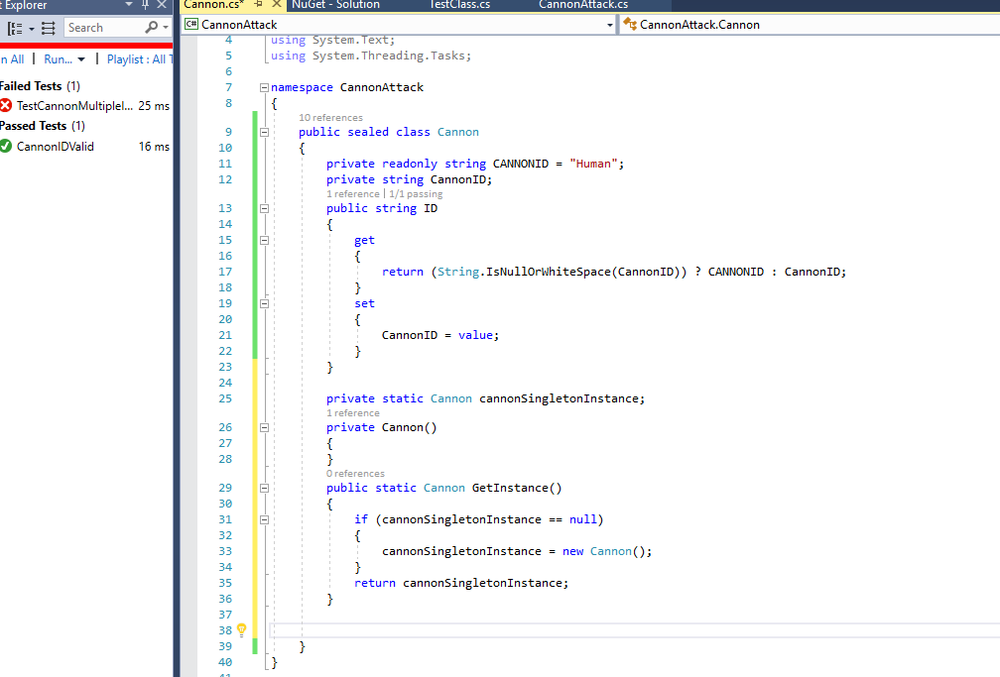 t Explorer
Cannon.cs*
NuGet - Solution
TestClass.cs
CannonAttack.cs
Search
CannonAttack
CannonAttack.Cannon
n All | Run... | Playlist : All T
Failed Tests (1)
TestCannonMultipleI... 25 ms
Passed Tests (1)
CannonIDValid 16 ms
4 using System.Text;
5 using System.Threading.Tasks;
6
7 namespace CannonAttack
8 {
10 references
9 public sealed class Cannon
10 {
11 private readonly string CANNONID = "Human";
12 private string CannonID;
1 reference | 1/1 passing
13 public string ID
14 {
15 get
16 {
17 return (String.IsNullOrWhiteSpace(CannonID)) ? CANNONID : CannonID;
18 }
19 set
20 {
21 CannonID = value;
22 }
23 }
24
25 private static Cannon cannonSingletonInstance;
1 reference
26 private Cannon()
27 {
28 }
0 references
29 public static Cannon GetInstance()
30 {
31 if (cannonSingletonInstance == null)
32 {
33 cannonSingletonInstance = new Cannon();
34 }
35 return cannonSingletonInstance;
36 }
37
38
39 }
40 }